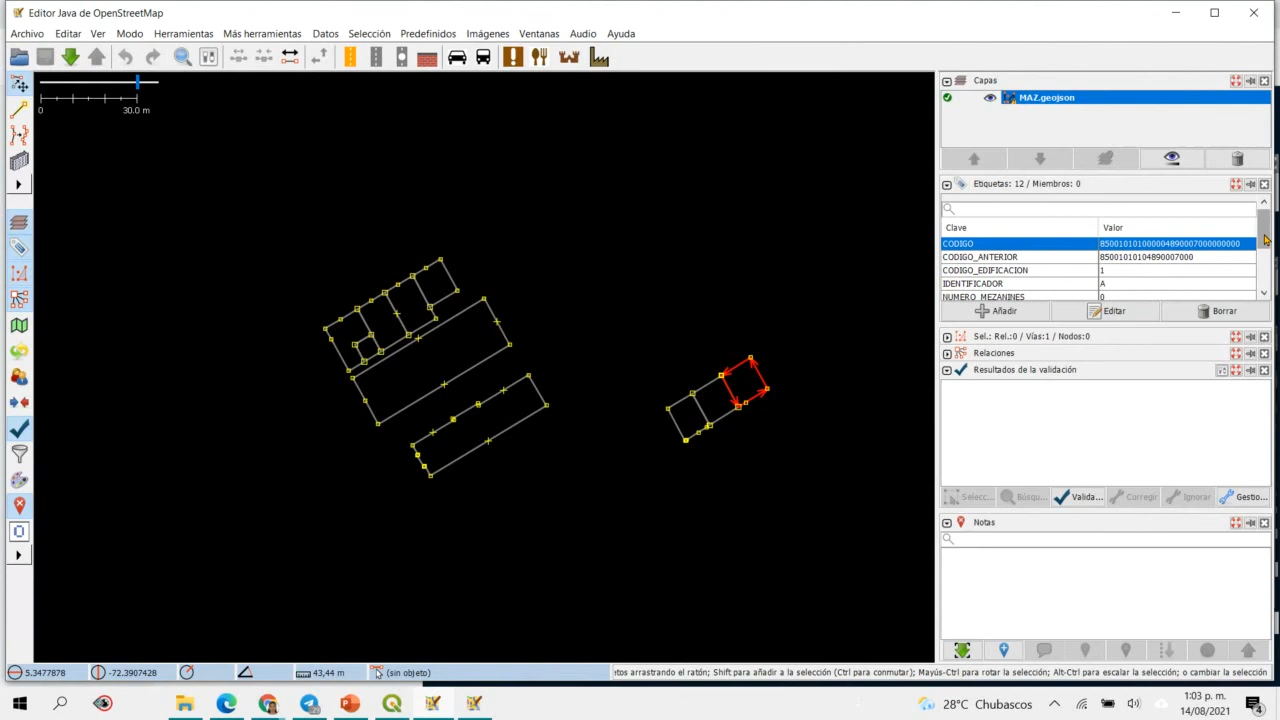 Editor Java de OpenStreetMap
Archivo Editar Ver Modo Herramientas Más herramientas Datos Selección Predefinidos Imágenes Ventanas Audio Ayuda
0 30.0 m
Capas
MAZ.geojson
Etiquetas: 12 / Miembros: 0
Clave Valor
CODIGO 850010101000004890007000000000
CODIGO_ANTERIOR 85001010104890007000
CODIGO_EDIFICACION 1
IDENTIFICADOR A
NUMERO_MEZANINES 0
Añadir Editar Borrar
Sel.: Rel.:0 / Vías:1 / Nodos:0
Relaciones
Resultados de la validación
Selecc... Búsqu... Valida... Corregir Ignorar Gestio...
Notas
5.3477878 -72.3907428 43,44 m (sin objeto) tos arrastrando el ratón; Shift para añadir a la selección (Ctrl para conmutar); Mayús-Ctrl para rotar la selección; Alt-Ctrl para escalar la selección; o cambiar la selección
28°C Chubascos 1:03 p. m.
14/08/2021 4